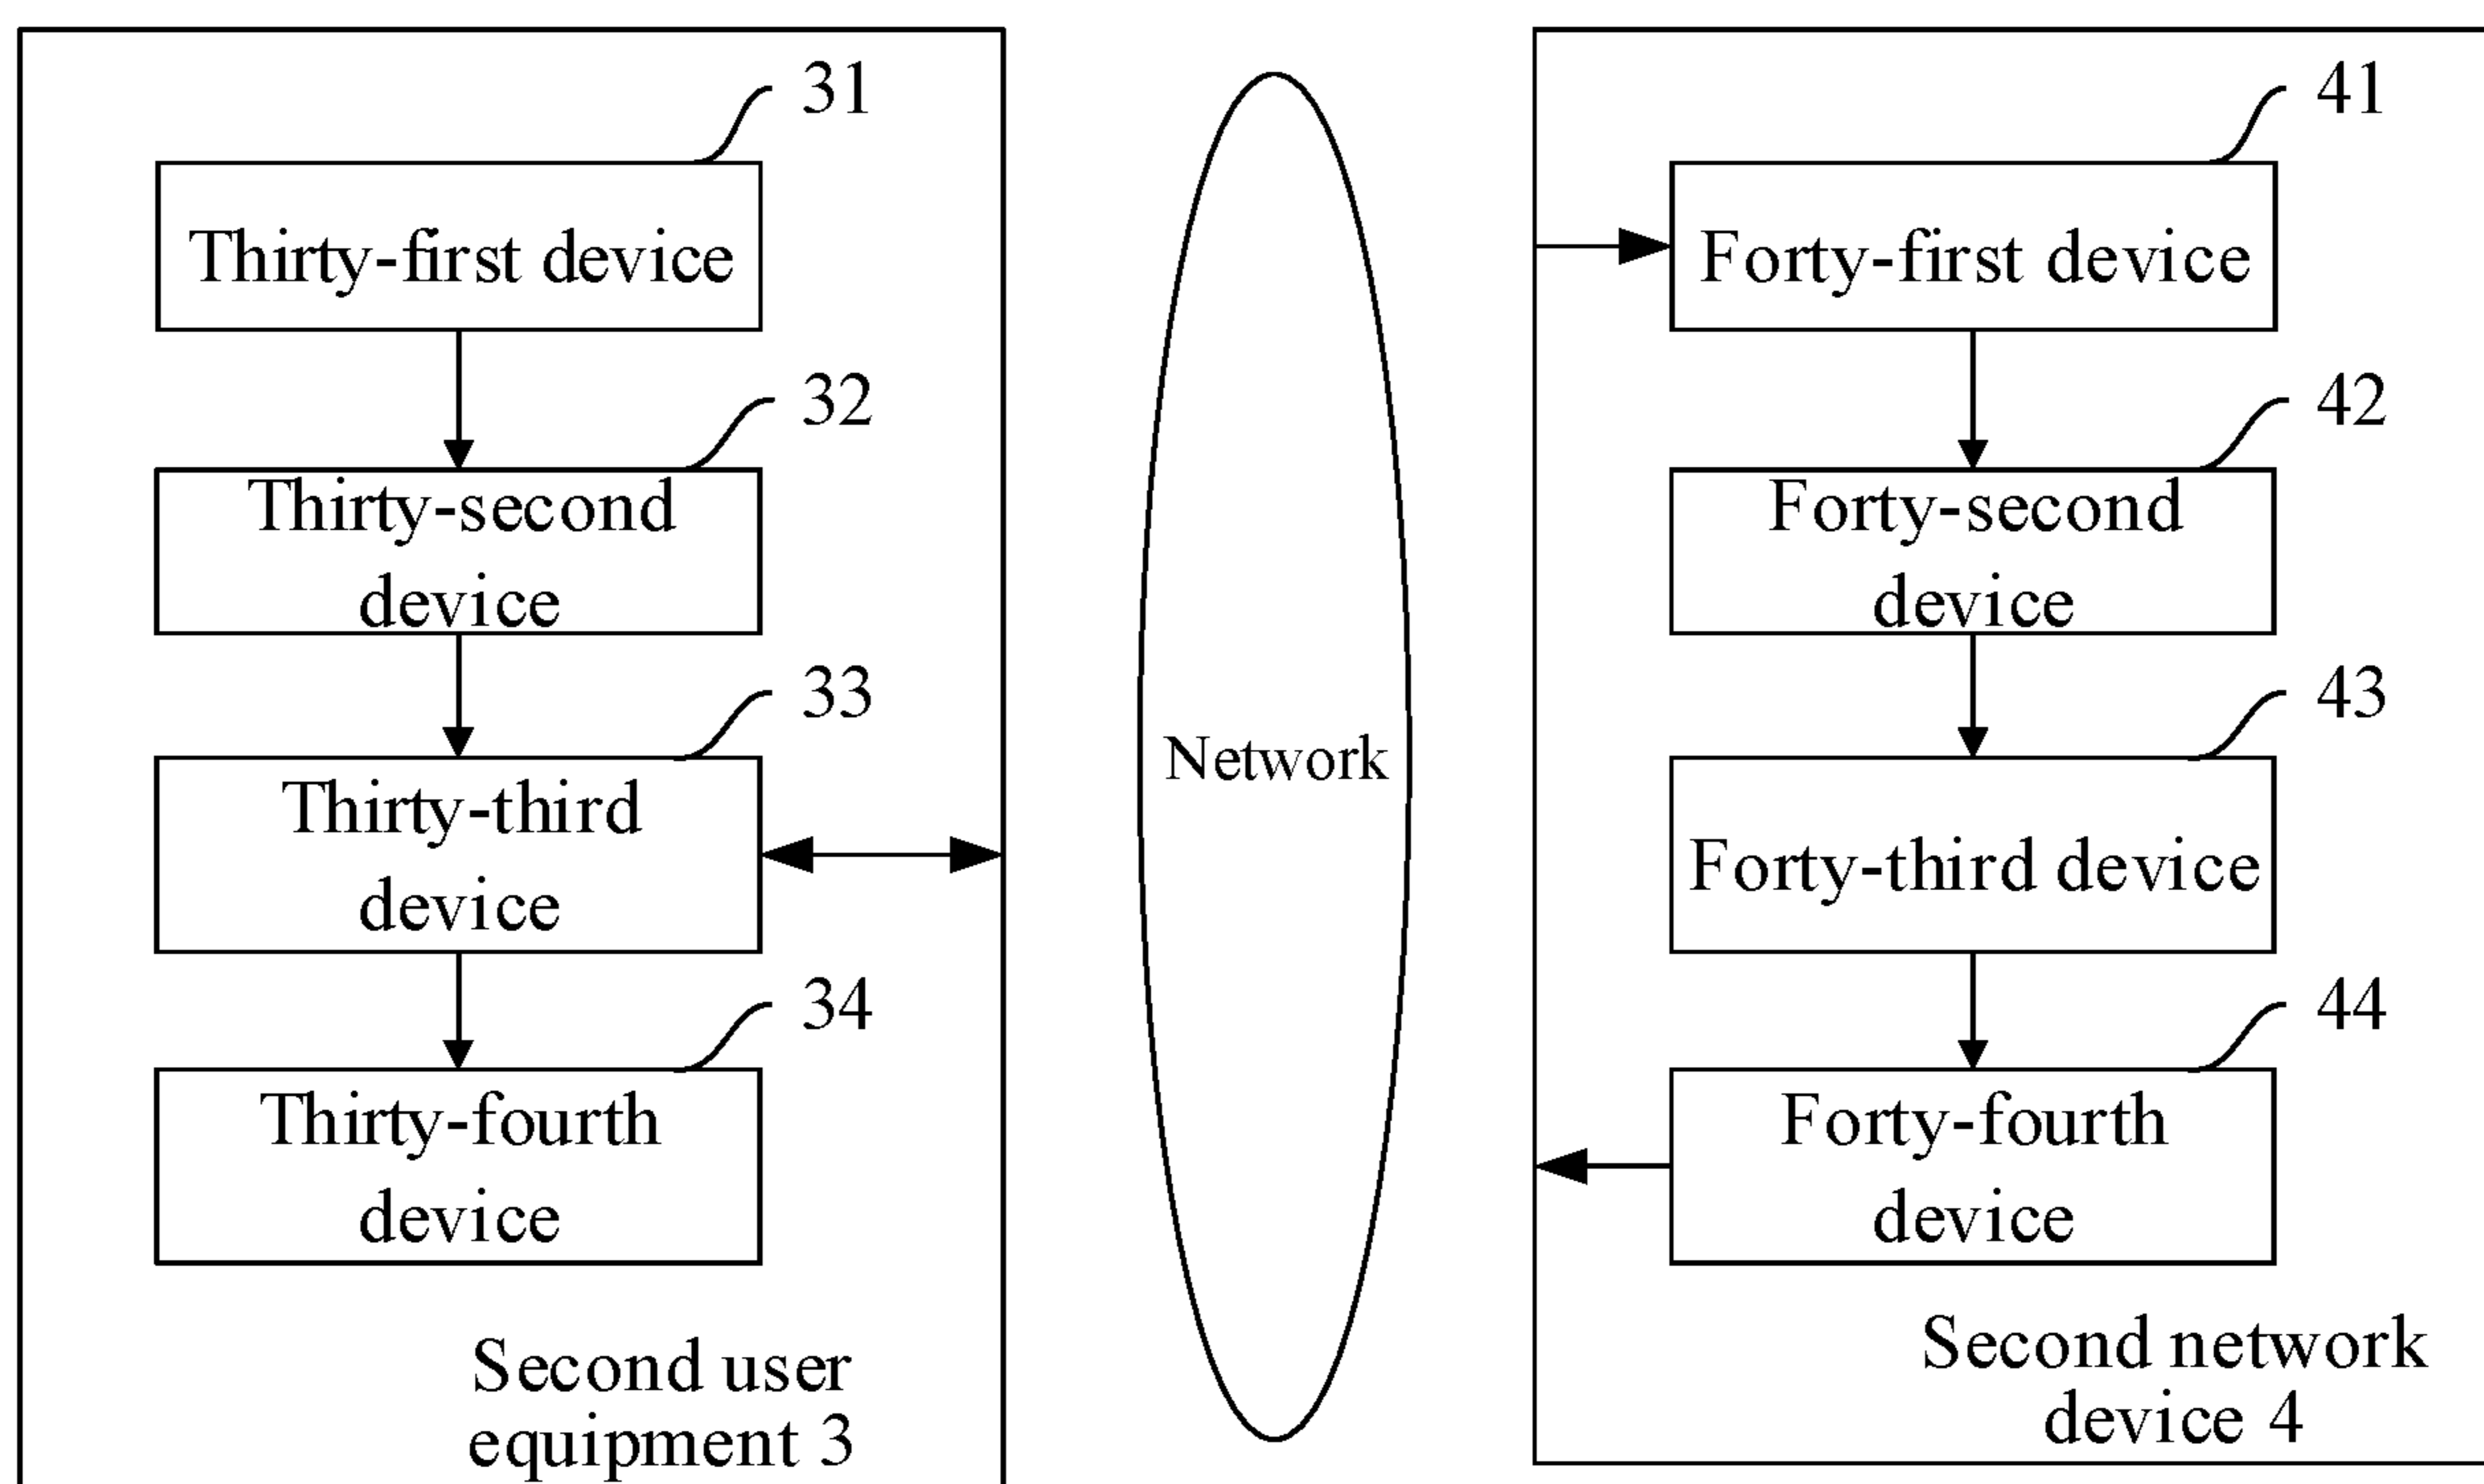 31
Thirty-first device
32
Thirty-second
device
33
Thirty-third
device
34
Thirty-fourth
device
Second user
equipment 3
Network
41
Forty-first device
42
Forty-second
device
43
Forty-third device
44
Forty-fourth
device
Second network
device 4